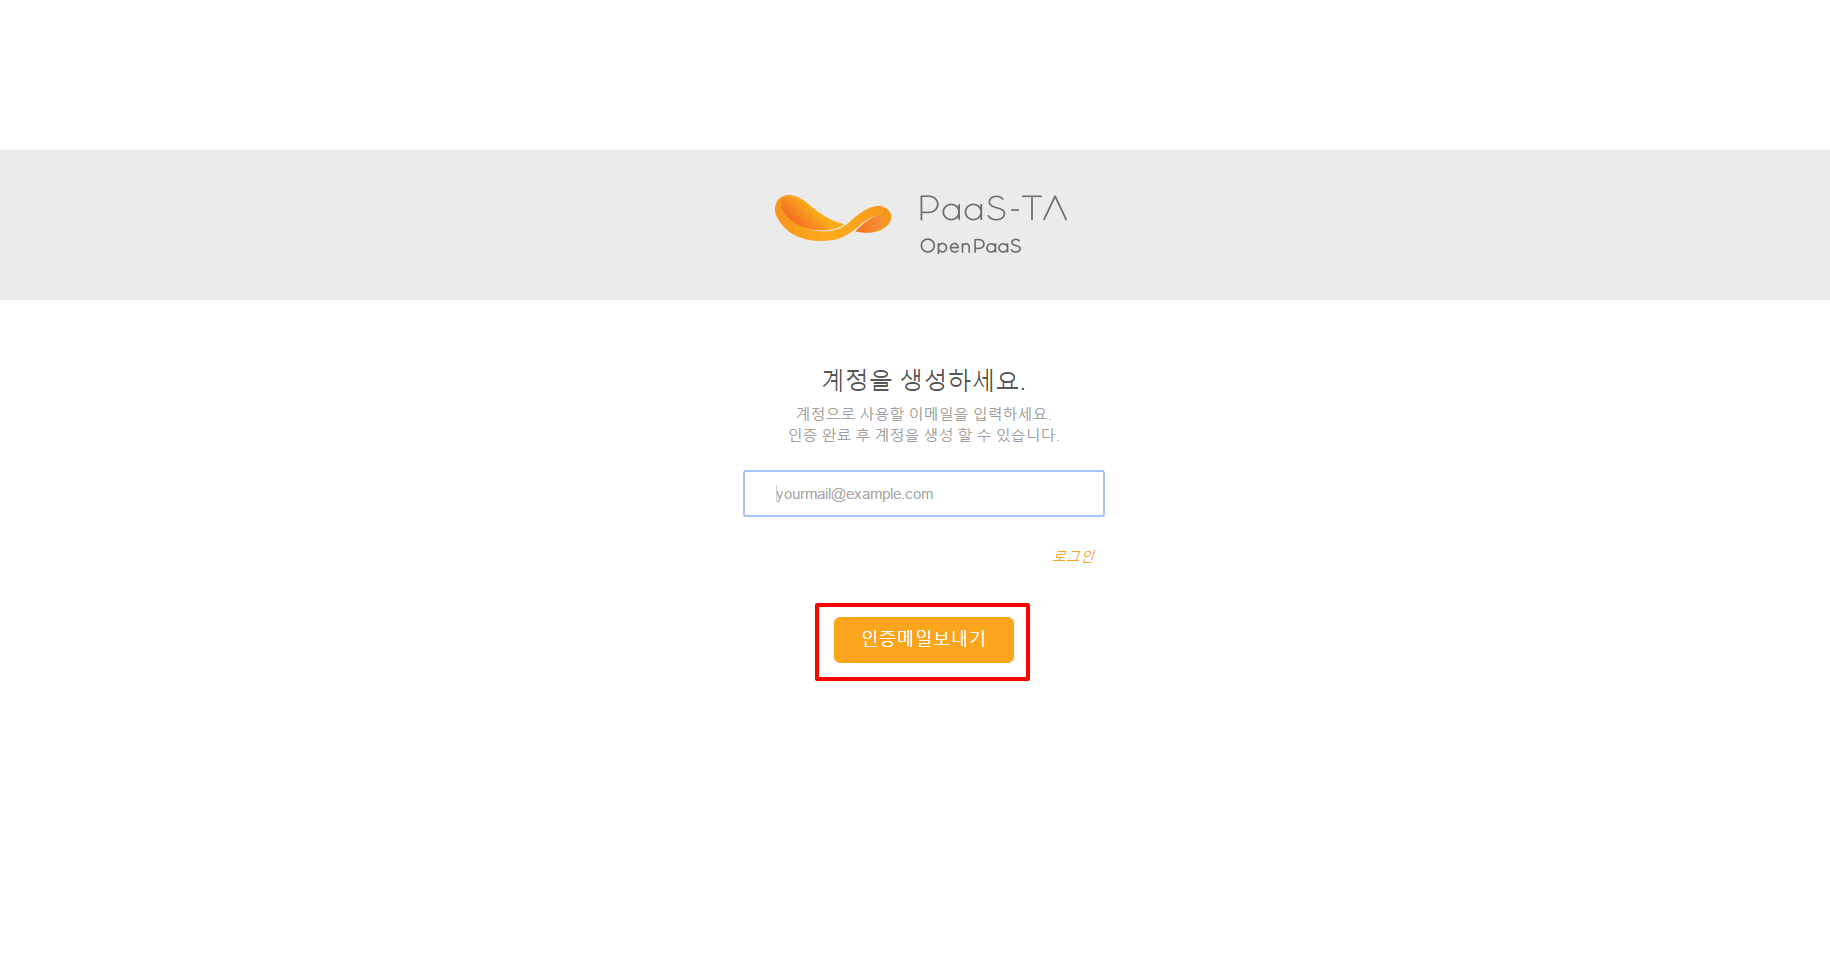 PaaS-TA
OpenPaaS
계정을 생성하세요.
계정으로 사용할 이메일을 입력하세요.
인증 완료 후 계정을 생성 할 수 있습니다.
yourmail@example.com
로그인
인증메일보내기